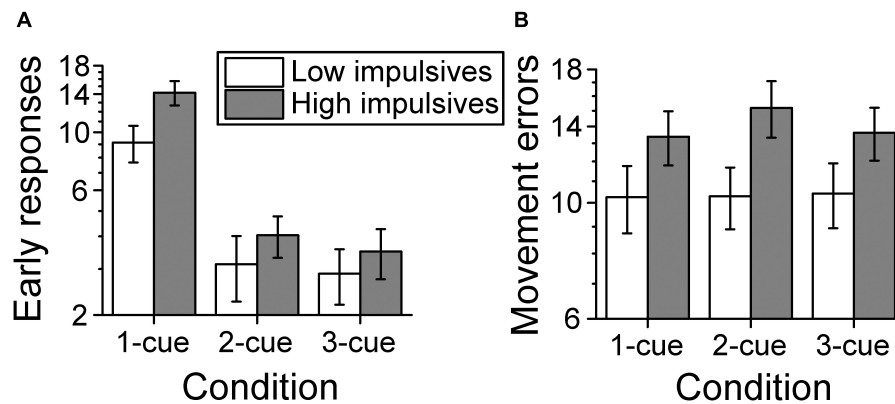 A
Early responses
18
14
10
6
2
Low impulsives
High impulsives
1-cue 2-cue 3-cue
Condition
B
Movement errors
18
14
10
6
1-cue 2-cue 3-cue
Condition